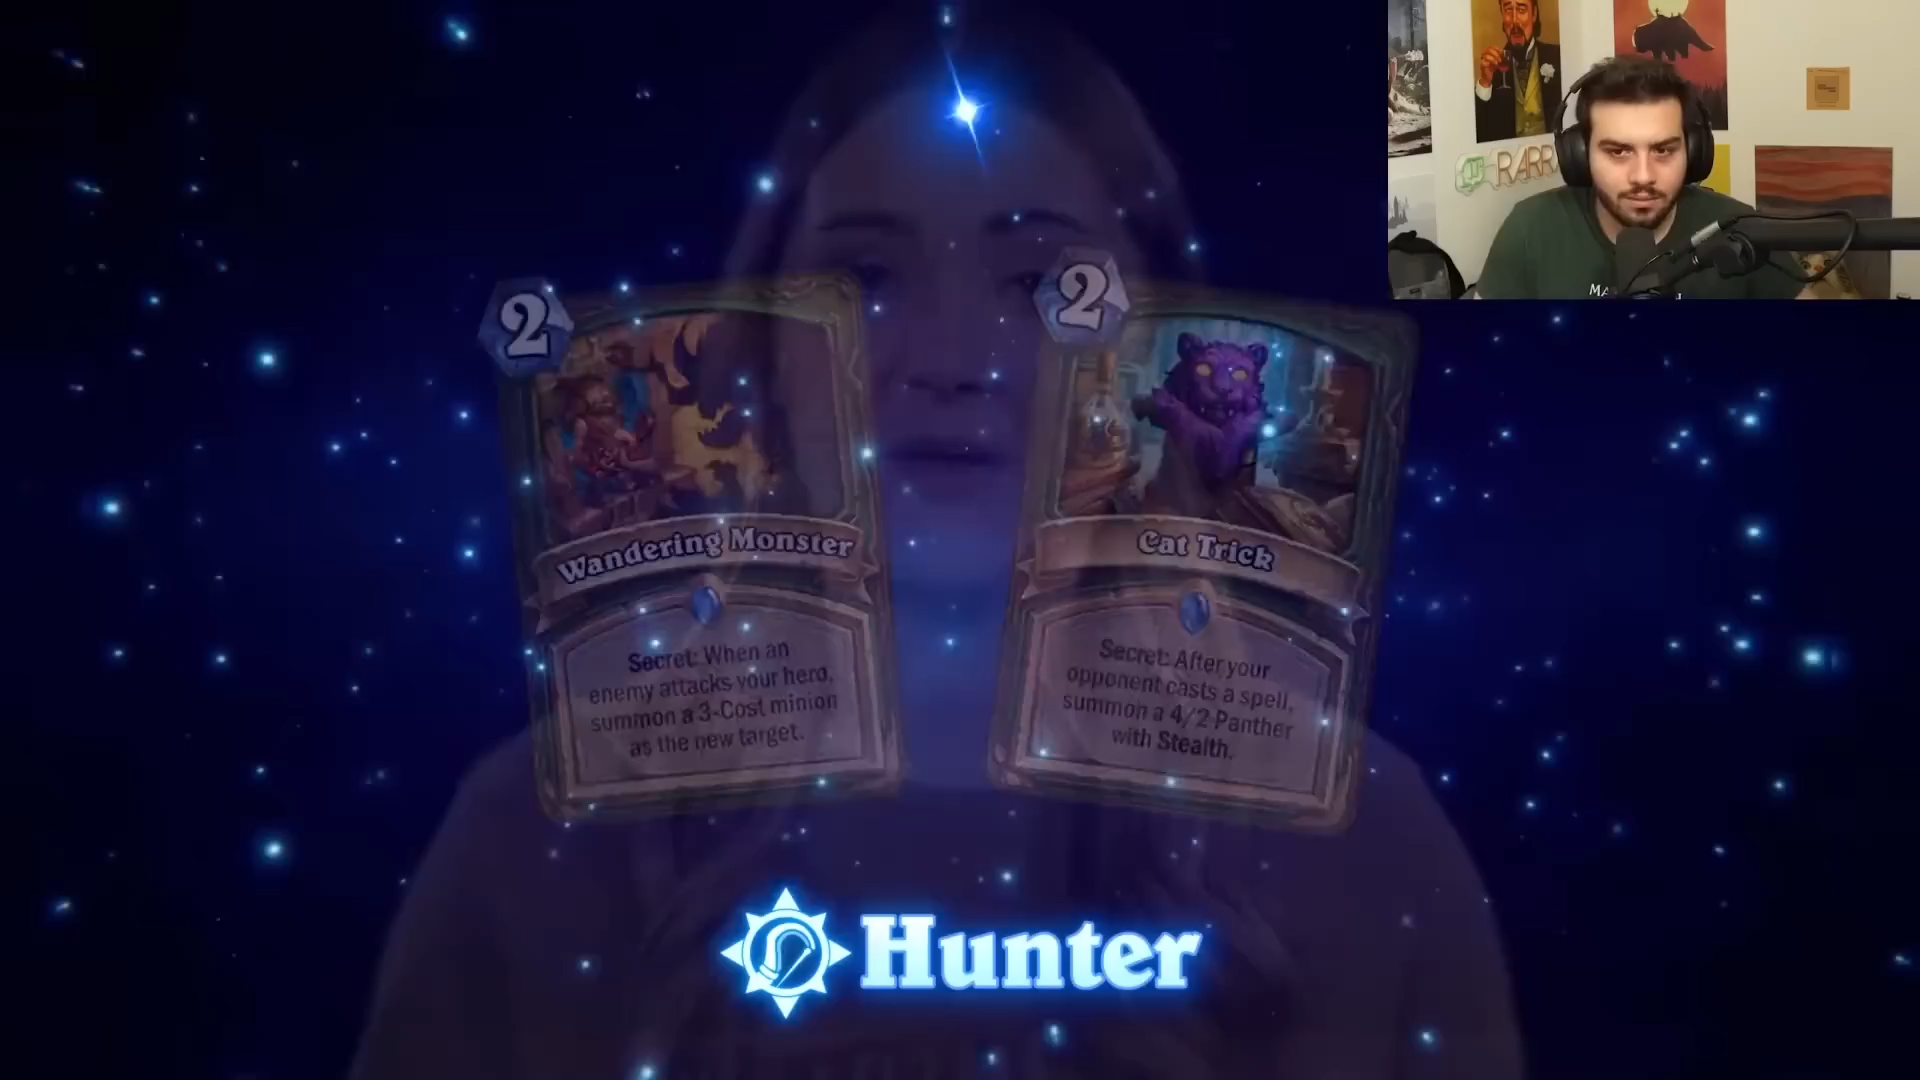 RARR
2
Wandering Monster
Secret: When an
enemy attacks your hero,
summon a 3-Cost minion
as the new target.
2
Cat Trick
Secret: After your
opponent casts a spell,
summon a 4/2 Panther
with Stealth.
Hunter